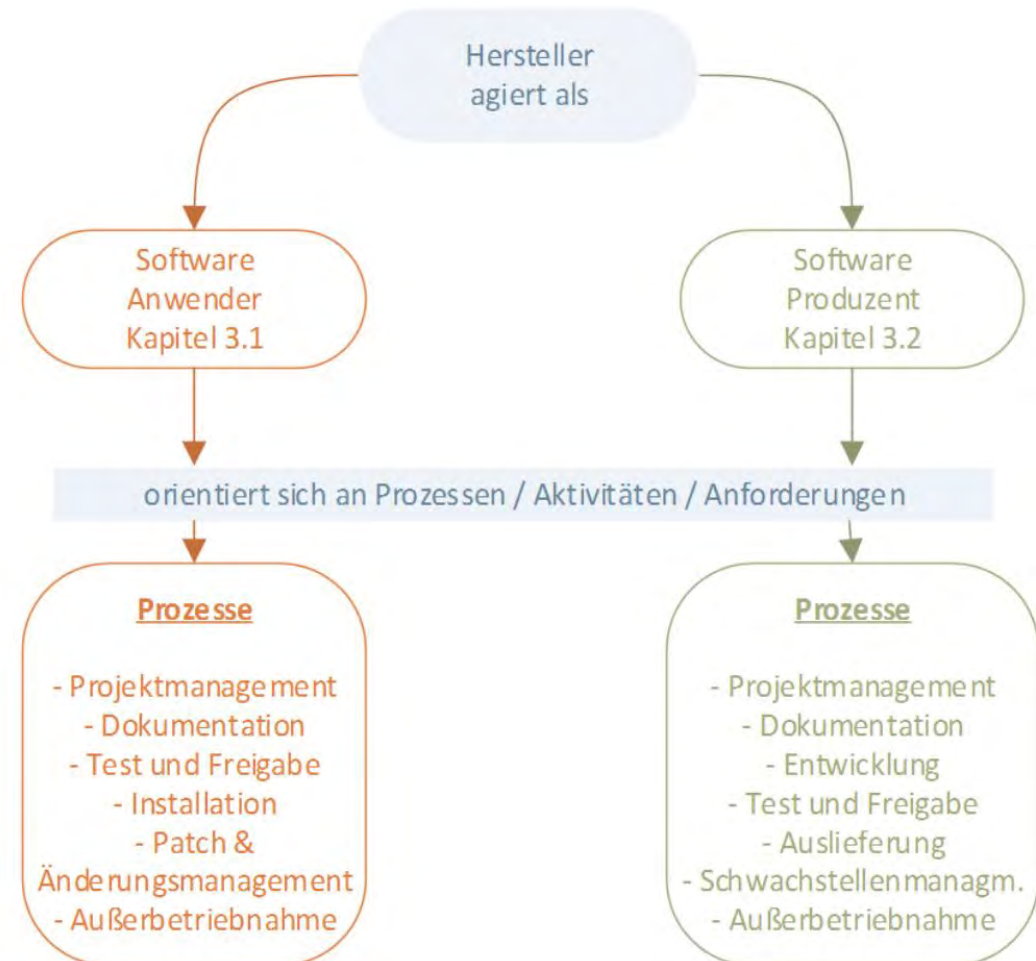 Hersteller
agiert als
Software
Anwender
Kapitel 3.1
Software
Produzent
Kapitel 3.2
orientiert sich an Prozessen / Aktivitäten / Anforderungen
Prozesse
- Projektmanagement
- Dokumentation
- Test und Freigabe
- Installation
- Patch &
Änderungsmanagement
- Außerbetriebnahme
Prozesse
- Projektmanagement
- Dokumentation
- Entwicklung
- Test und Freigabe
- Auslieferung
- Schwachstellenmanagm.
- Außerbetriebnahme